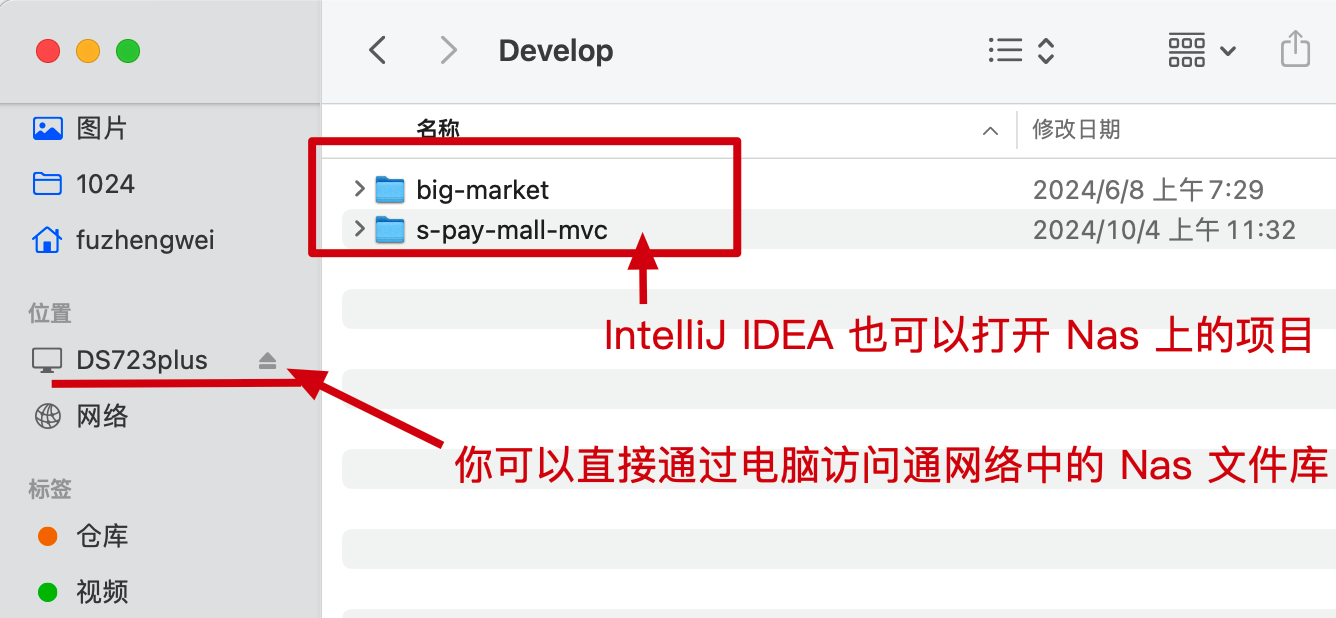 Develop
图片
1024
fuzhengwei
位置
DS723plus
网络
标签
仓库
视频
名称
修改日期
big-market
2024/6/8 上午7:29
s-pay-mall-mvc
2024/10/4 上午11:32
IntelliJ IDEA 也可以打开 Nas 上的项目
你可以直接通过电脑访问通网络中的 Nas 文件库